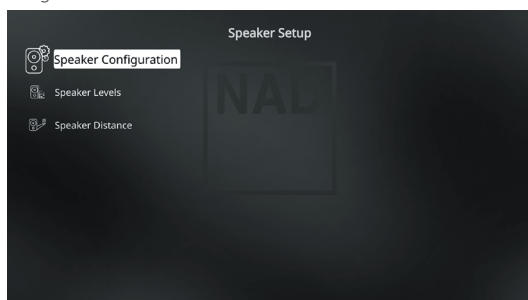 Speaker Setup
Speaker Configuration
NAD
Speaker Levels
Speaker Distance